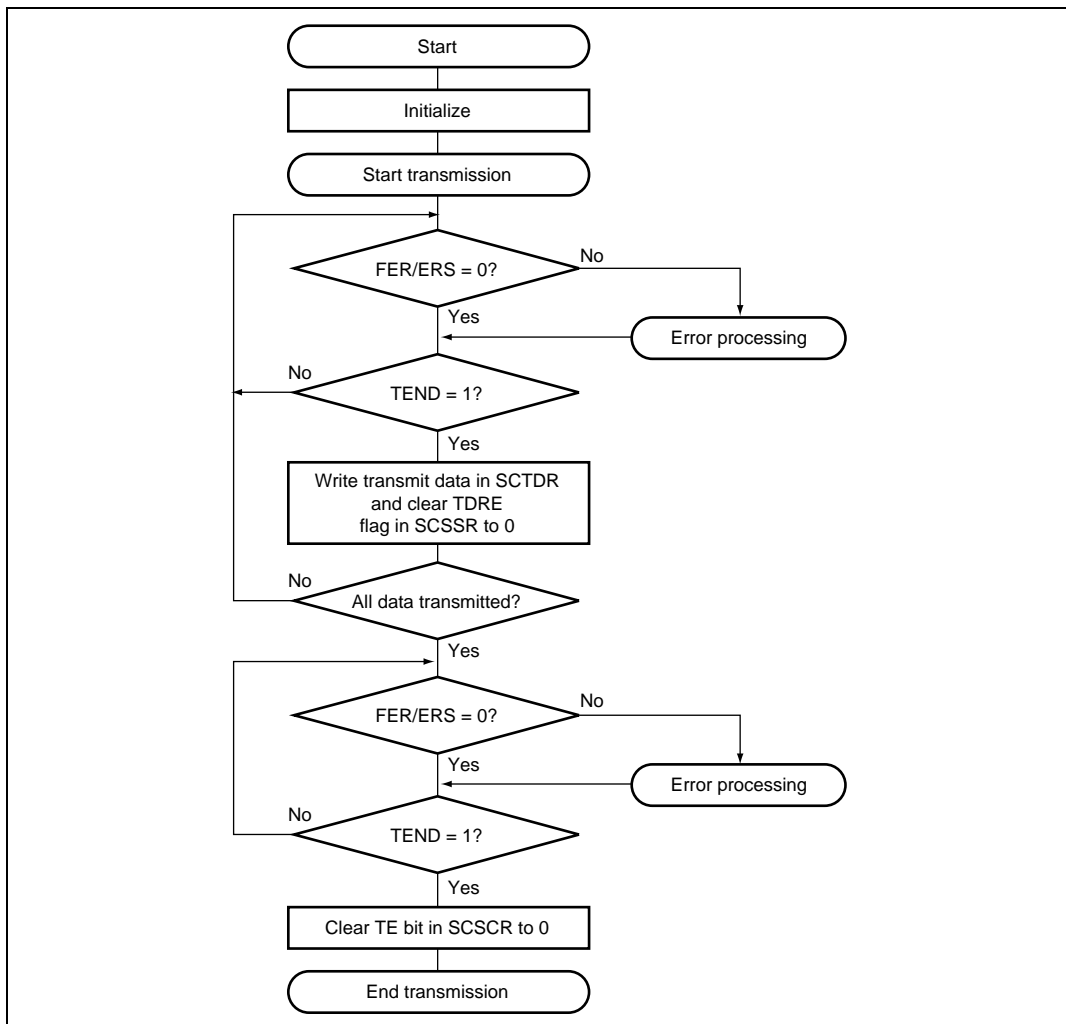 Start
Initialize
Start transmission
FER/ERS = 0?
No
Yes
Error processing
No
TEND = 1?
Yes
Write transmit data in SCTDR
and clear TDRE
flag in SCSSR to 0
No
All data transmitted?
Yes
FER/ERS = 0?
No
Yes
Error processing
No
TEND = 1?
Yes
Clear TE bit in SCSCR to 0
End transmission